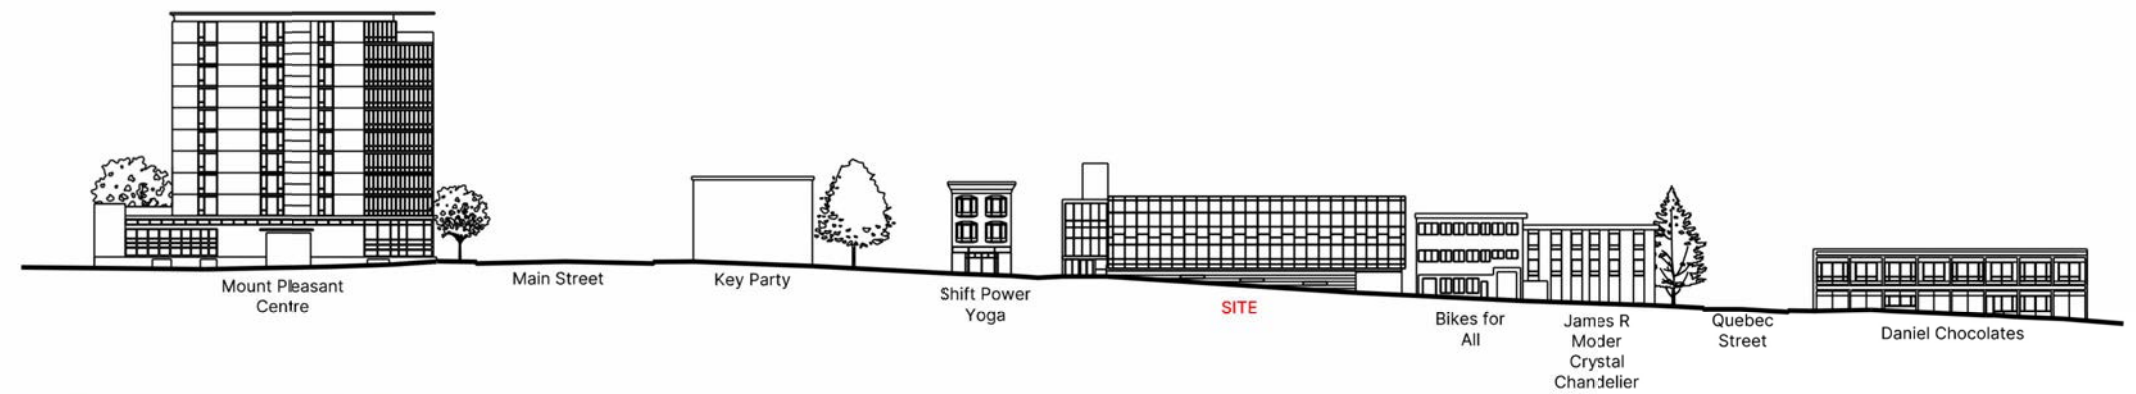 Mount Pleasant
Centre
Main Street
Key Party
Shift Power
Yoga
SITE
Bikes for
All
James R
Moder
Crystal
Chandelier
Quebec
Street
Daniel Chocolates